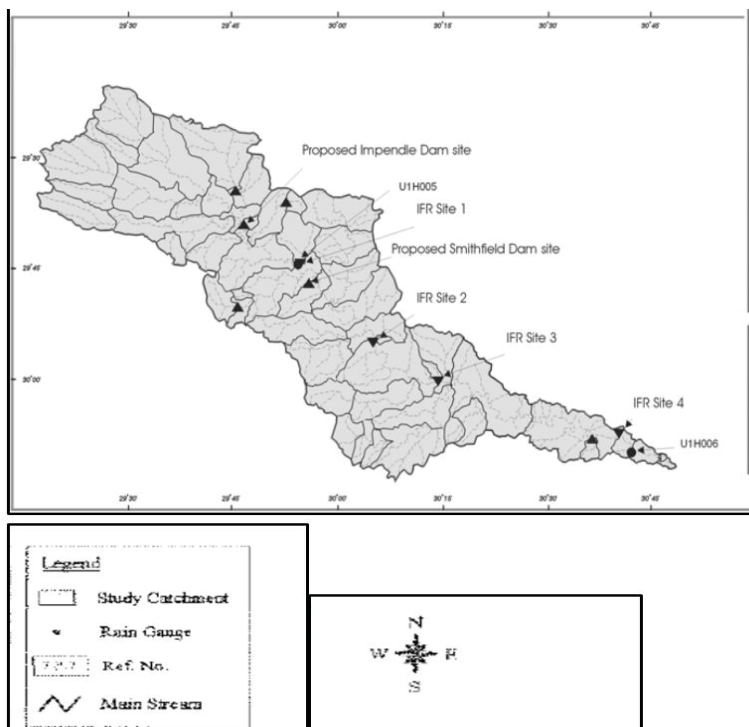 29°30' 29°45' 30°00' 30°15' 30°30' 30°45'
29°30'
Proposed Impendle Dam site
U1H005
IFR Site 1
29°45'
Proposed Smithfield Dam site
IFR Site 2
IFR Site 3
30°00'
IFR Site 4
U1H006
29°30' 29°45' 30°00' 30°15' 30°30' 30°45'
Legend
Study Catchment
Rain Gauge
Ref. No.
Main Stream
N
W E
S